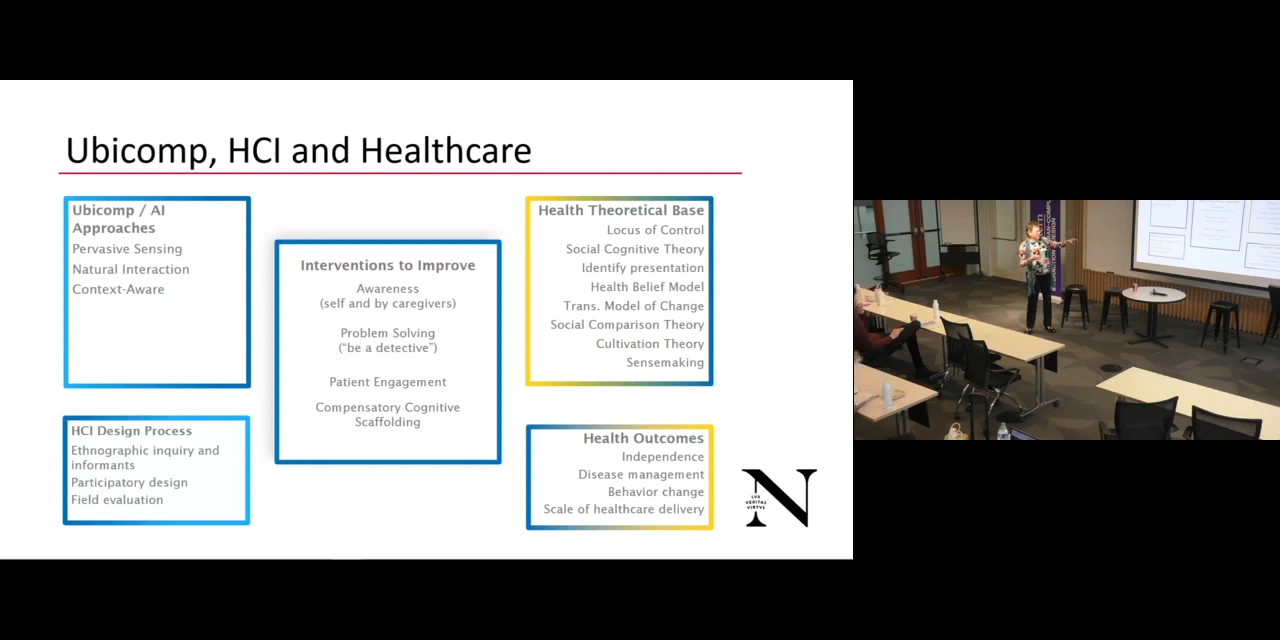 Ubicomp, HCI and Healthcare
Ubicomp / AI
Approaches
Pervasive Sensing
Natural Interaction
Context-Aware
HCI Design Process
Ethnographic inquiry and
informants
Participatory design
Field evaluation
Interventions to Improve
Awareness
(self and by caregivers)
Problem Solving
(“be a detective”)
Patient Engagement
Compensatory Cognitive
Scaffolding
Health Theoretical Base
Locus of Control
Social Cognitive Theory
Identify presentation
Health Belief Model
Trans. Model of Change
Social Comparison Theory
Cultivation Theory
Sensemaking
Health Outcomes
Independence
Disease management
Behavior change
Scale of healthcare delivery
N
LVX
VERITAS
VIRTVS